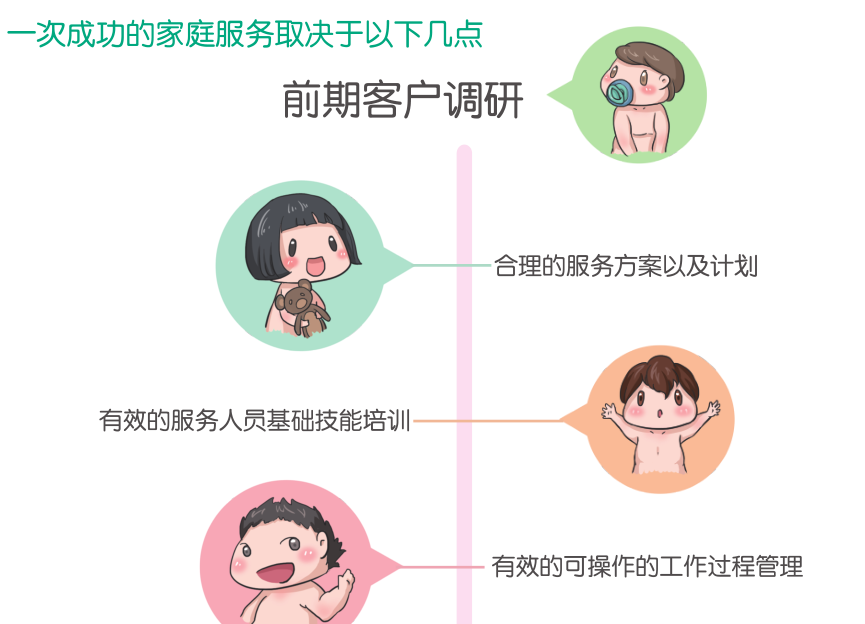 一次成功的家庭服务取决于以下几点
前期客户调研
合理的服务方案以及计划
有效的服务人员基础技能培训
有效的可操作的工作过程管理